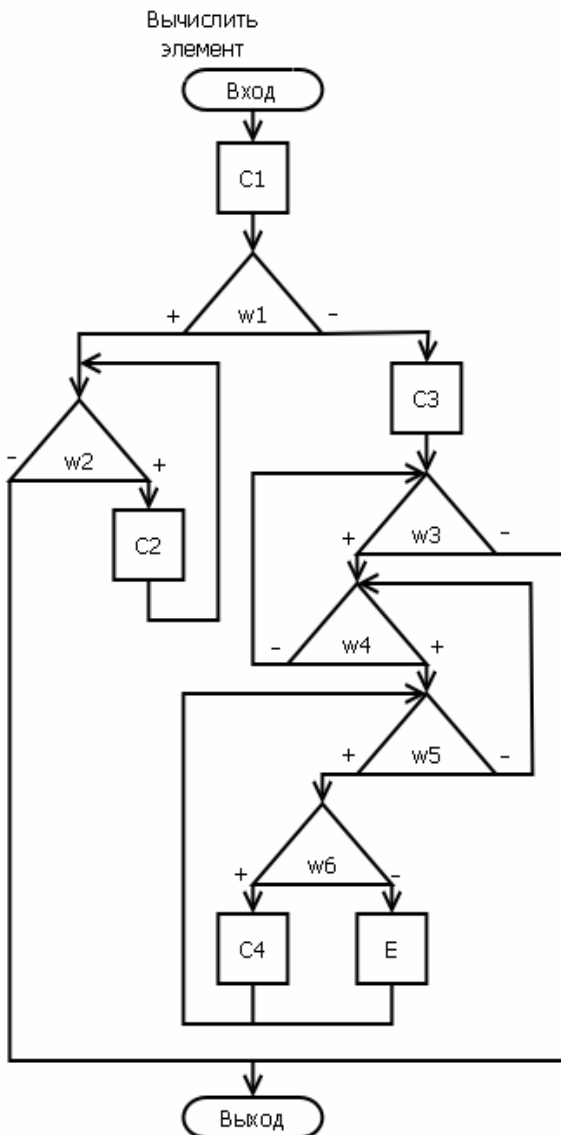 Вычислить
элемент
Вход
C1
+ w1 -
C3
- w2 +
C2
+ w3 -
- w4 +
+ w5 -
+ w6 -
C4 E
Выход